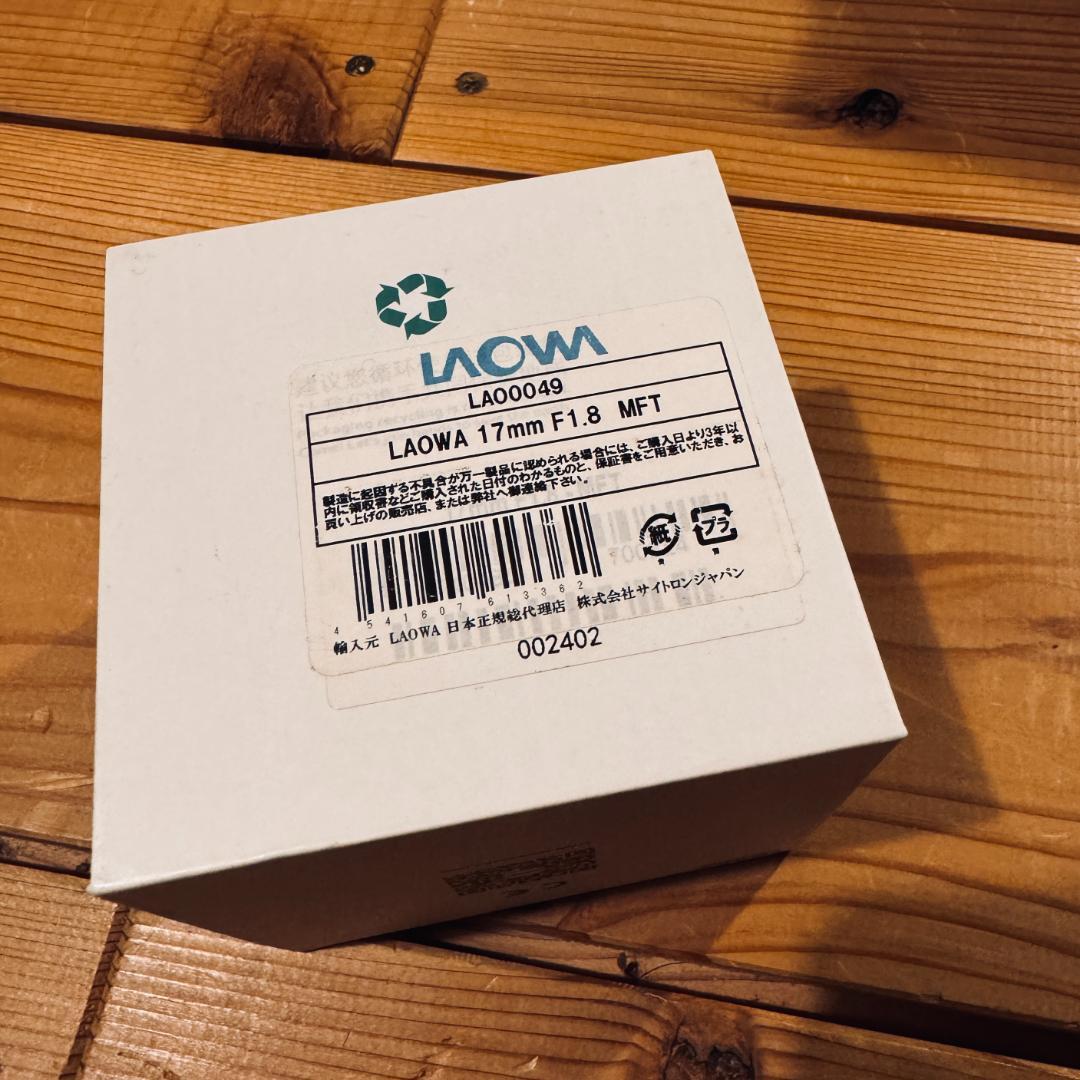 LAOWA
LAO0049
LAOWA 17mm F1.8 MFT
製造に起因する不具合が万一製品に認められる場合には、ご購入日より3年以
内に領収書などご購入された日付のわかるものと、保証書をご用意いただき、お
買い上げの販売店、または弊社へ御連絡下さい。
紙 プラ
4 541607 613362
輸入元 LAOWA 日本正規総代理店 株式会社サイトロンジャパン
002402